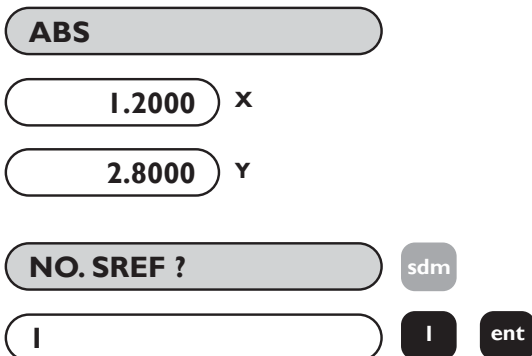 ABS
1.2000 X
2.8000 Y
NO. SREF ? sdm
1 1 ent